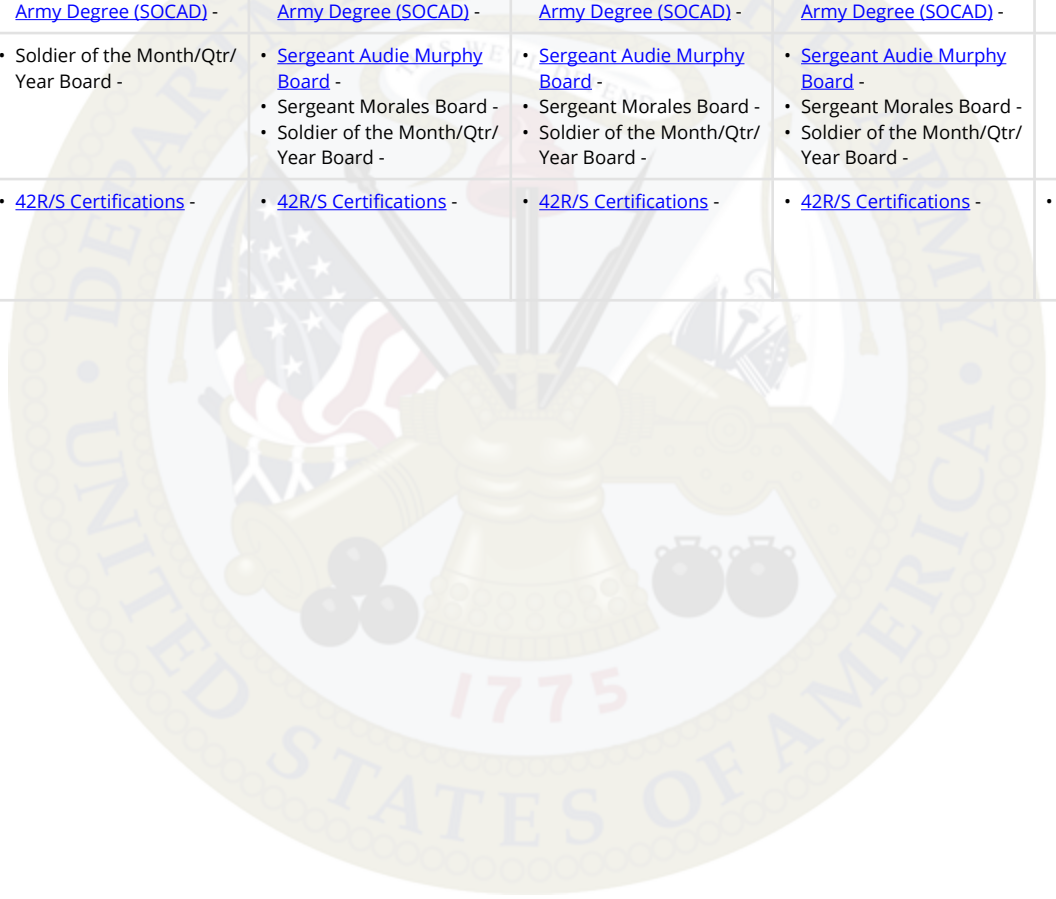 Army Degree (SOCAD) -
Army Degree (SOCAD) -
Army Degree (SOCAD) -
Army Degree (SOCAD) -
• Soldier of the Month/Qtr/
Year Board -
• Sergeant Audie Murphy
Board -
• Sergeant Morales Board -
• Soldier of the Month/Qtr/
Year Board -
• Sergeant Audie Murphy
Board -
• Sergeant Morales Board -
• Soldier of the Month/Qtr/
Year Board -
• Sergeant Audie Murphy
Board -
• Sergeant Morales Board -
• Soldier of the Month/Qtr/
Year Board -
• 42R/S Certifications -
• 42R/S Certifications -
• 42R/S Certifications -
• 42R/S Certifications -
•
UNITED STATES OF AMERICA
1775